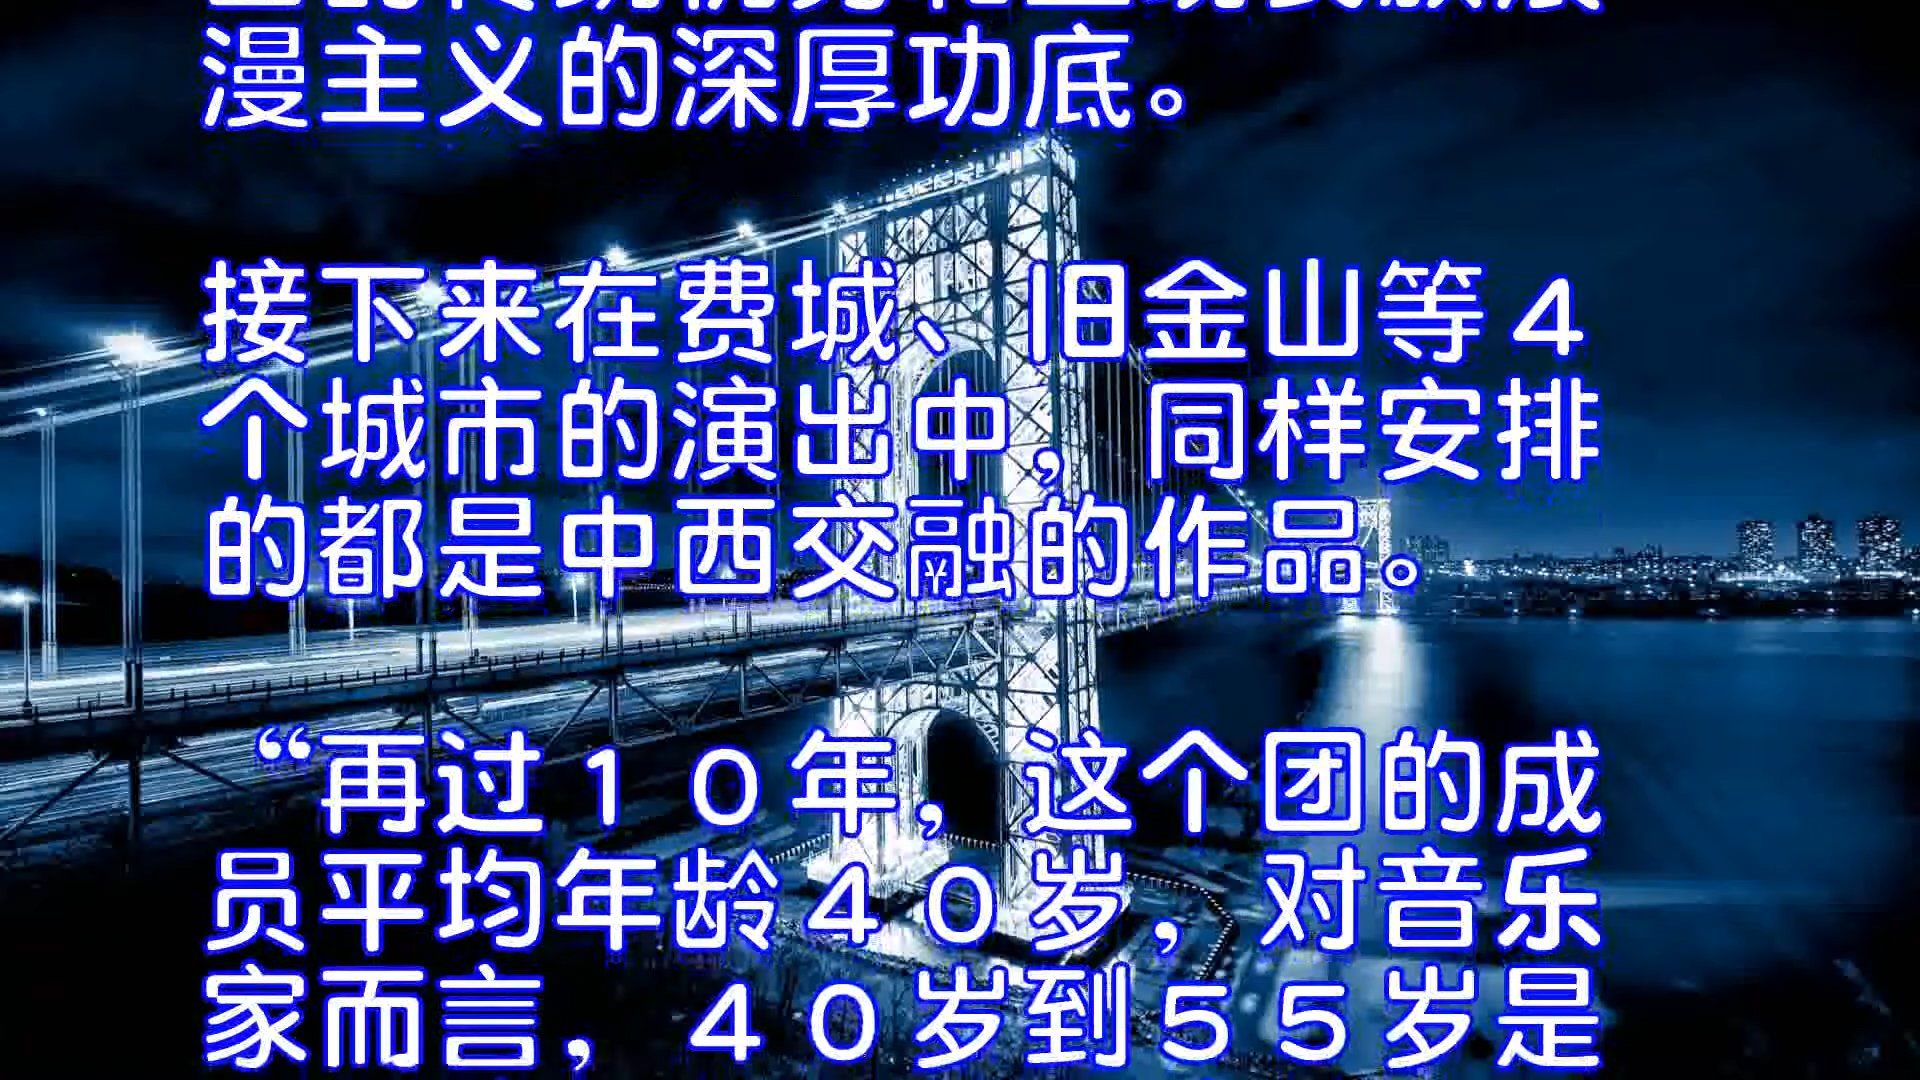 漫主义的深厚功底。
接下来在费城、旧金山等４
个城市的演出中，同样安排
的都是中西交融的作品。
“再过１０年，这个团的成
员平均年龄４０岁，对音乐
家而言，４０岁到５５岁是